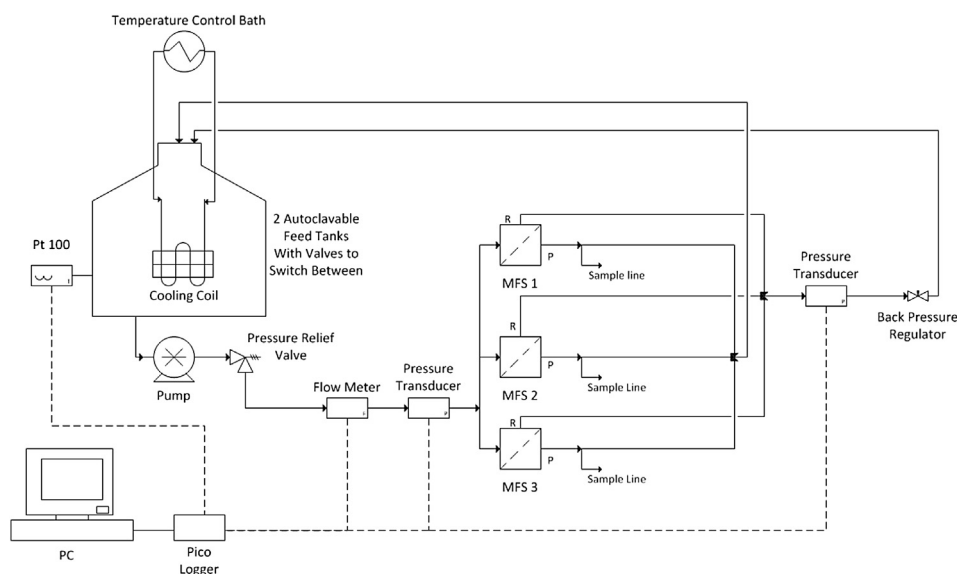 Temperature Control Bath
2 Autoclavable
Feed Tanks
With Valves to
Switch Between
Pt 100
Cooling Coil
Pressure Relief
Valve
Pump
Flow Meter
Pressure
Transducer
R
P
Sample line
MFS 1
R
P
Sample Line
MFS 2
R
P
Sample Line
MFS 3
Pressure
Transducer
P
Back Pressure
Regulator
PC
Pico
Logger